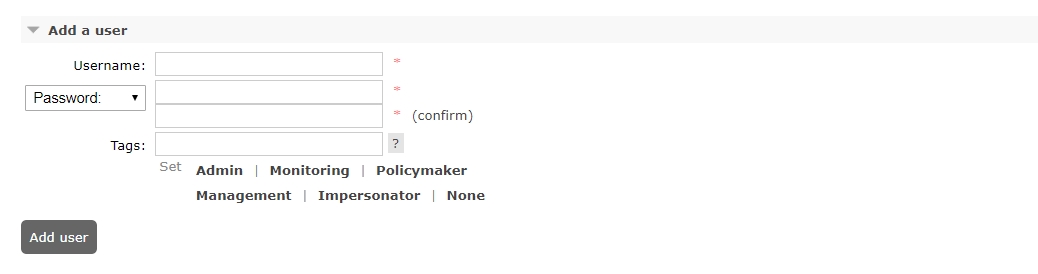 Add a user
Username: *
Password: *
* (confirm)
Tags: ?
Set Admin | Monitoring | Policymaker
Management | Impersonator | None
Add user